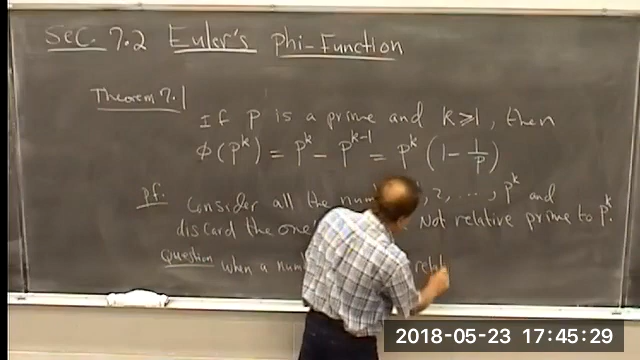 Sec. 7.2 Euler's phi-Function
Theorem 7.1
If P is a prime and k ≥ 1, then
ϕ(p^k) = p^k - p^{k-1} = p^k (1 - 1/p)
pf. Consider all the , 2, ..., p^k and
discard the one's Not relative prime to p^k.
Question when a
2018-05-23 17:45:29